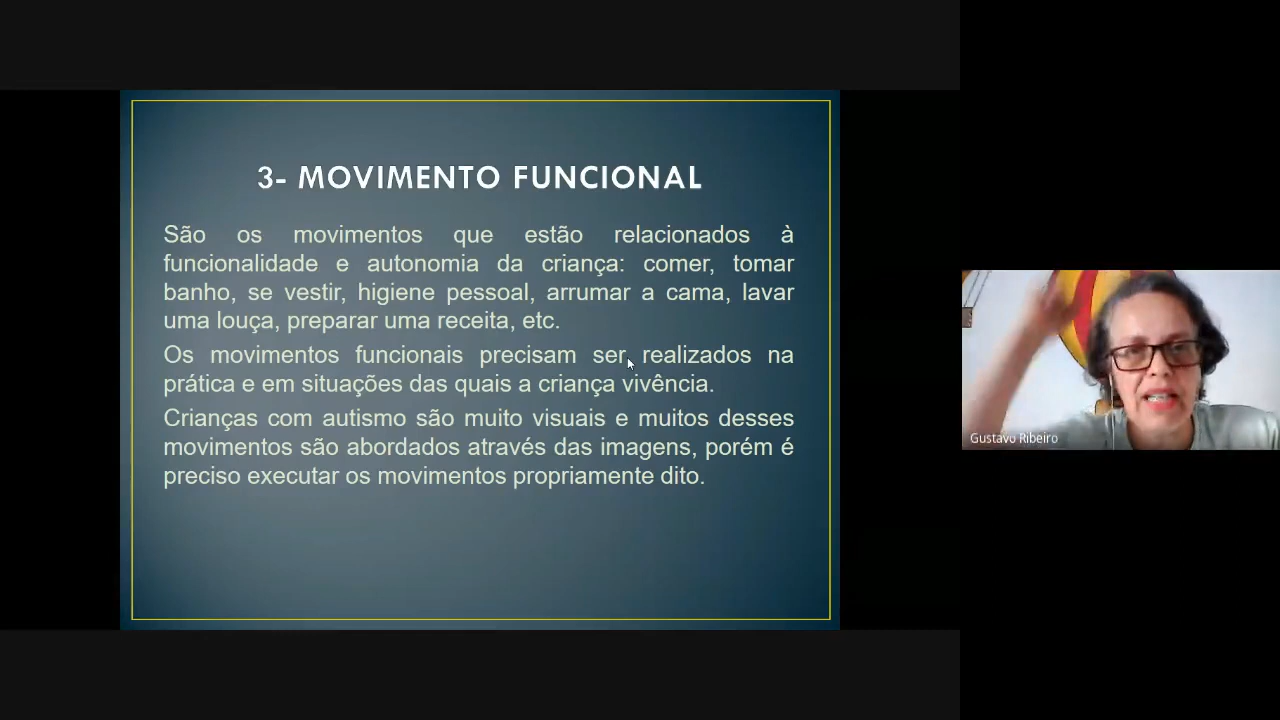 3- MOVIMENTO FUNCIONAL
São os movimentos que estão relacionados à
funcionalidade e autonomia da criança: comer, tomar
banho, se vestir, higiene pessoal, arrumar a cama, lavar
uma louça, preparar uma receita, etc.
Os movimentos funcionais precisam ser realizados na
prática e em situações das quais a criança vivência.
Crianças com autismo são muito visuais e muitos desses
movimentos são abordados através das imagens, porém é
preciso executar os movimentos propriamente dito.
Gustavo Ribeiro